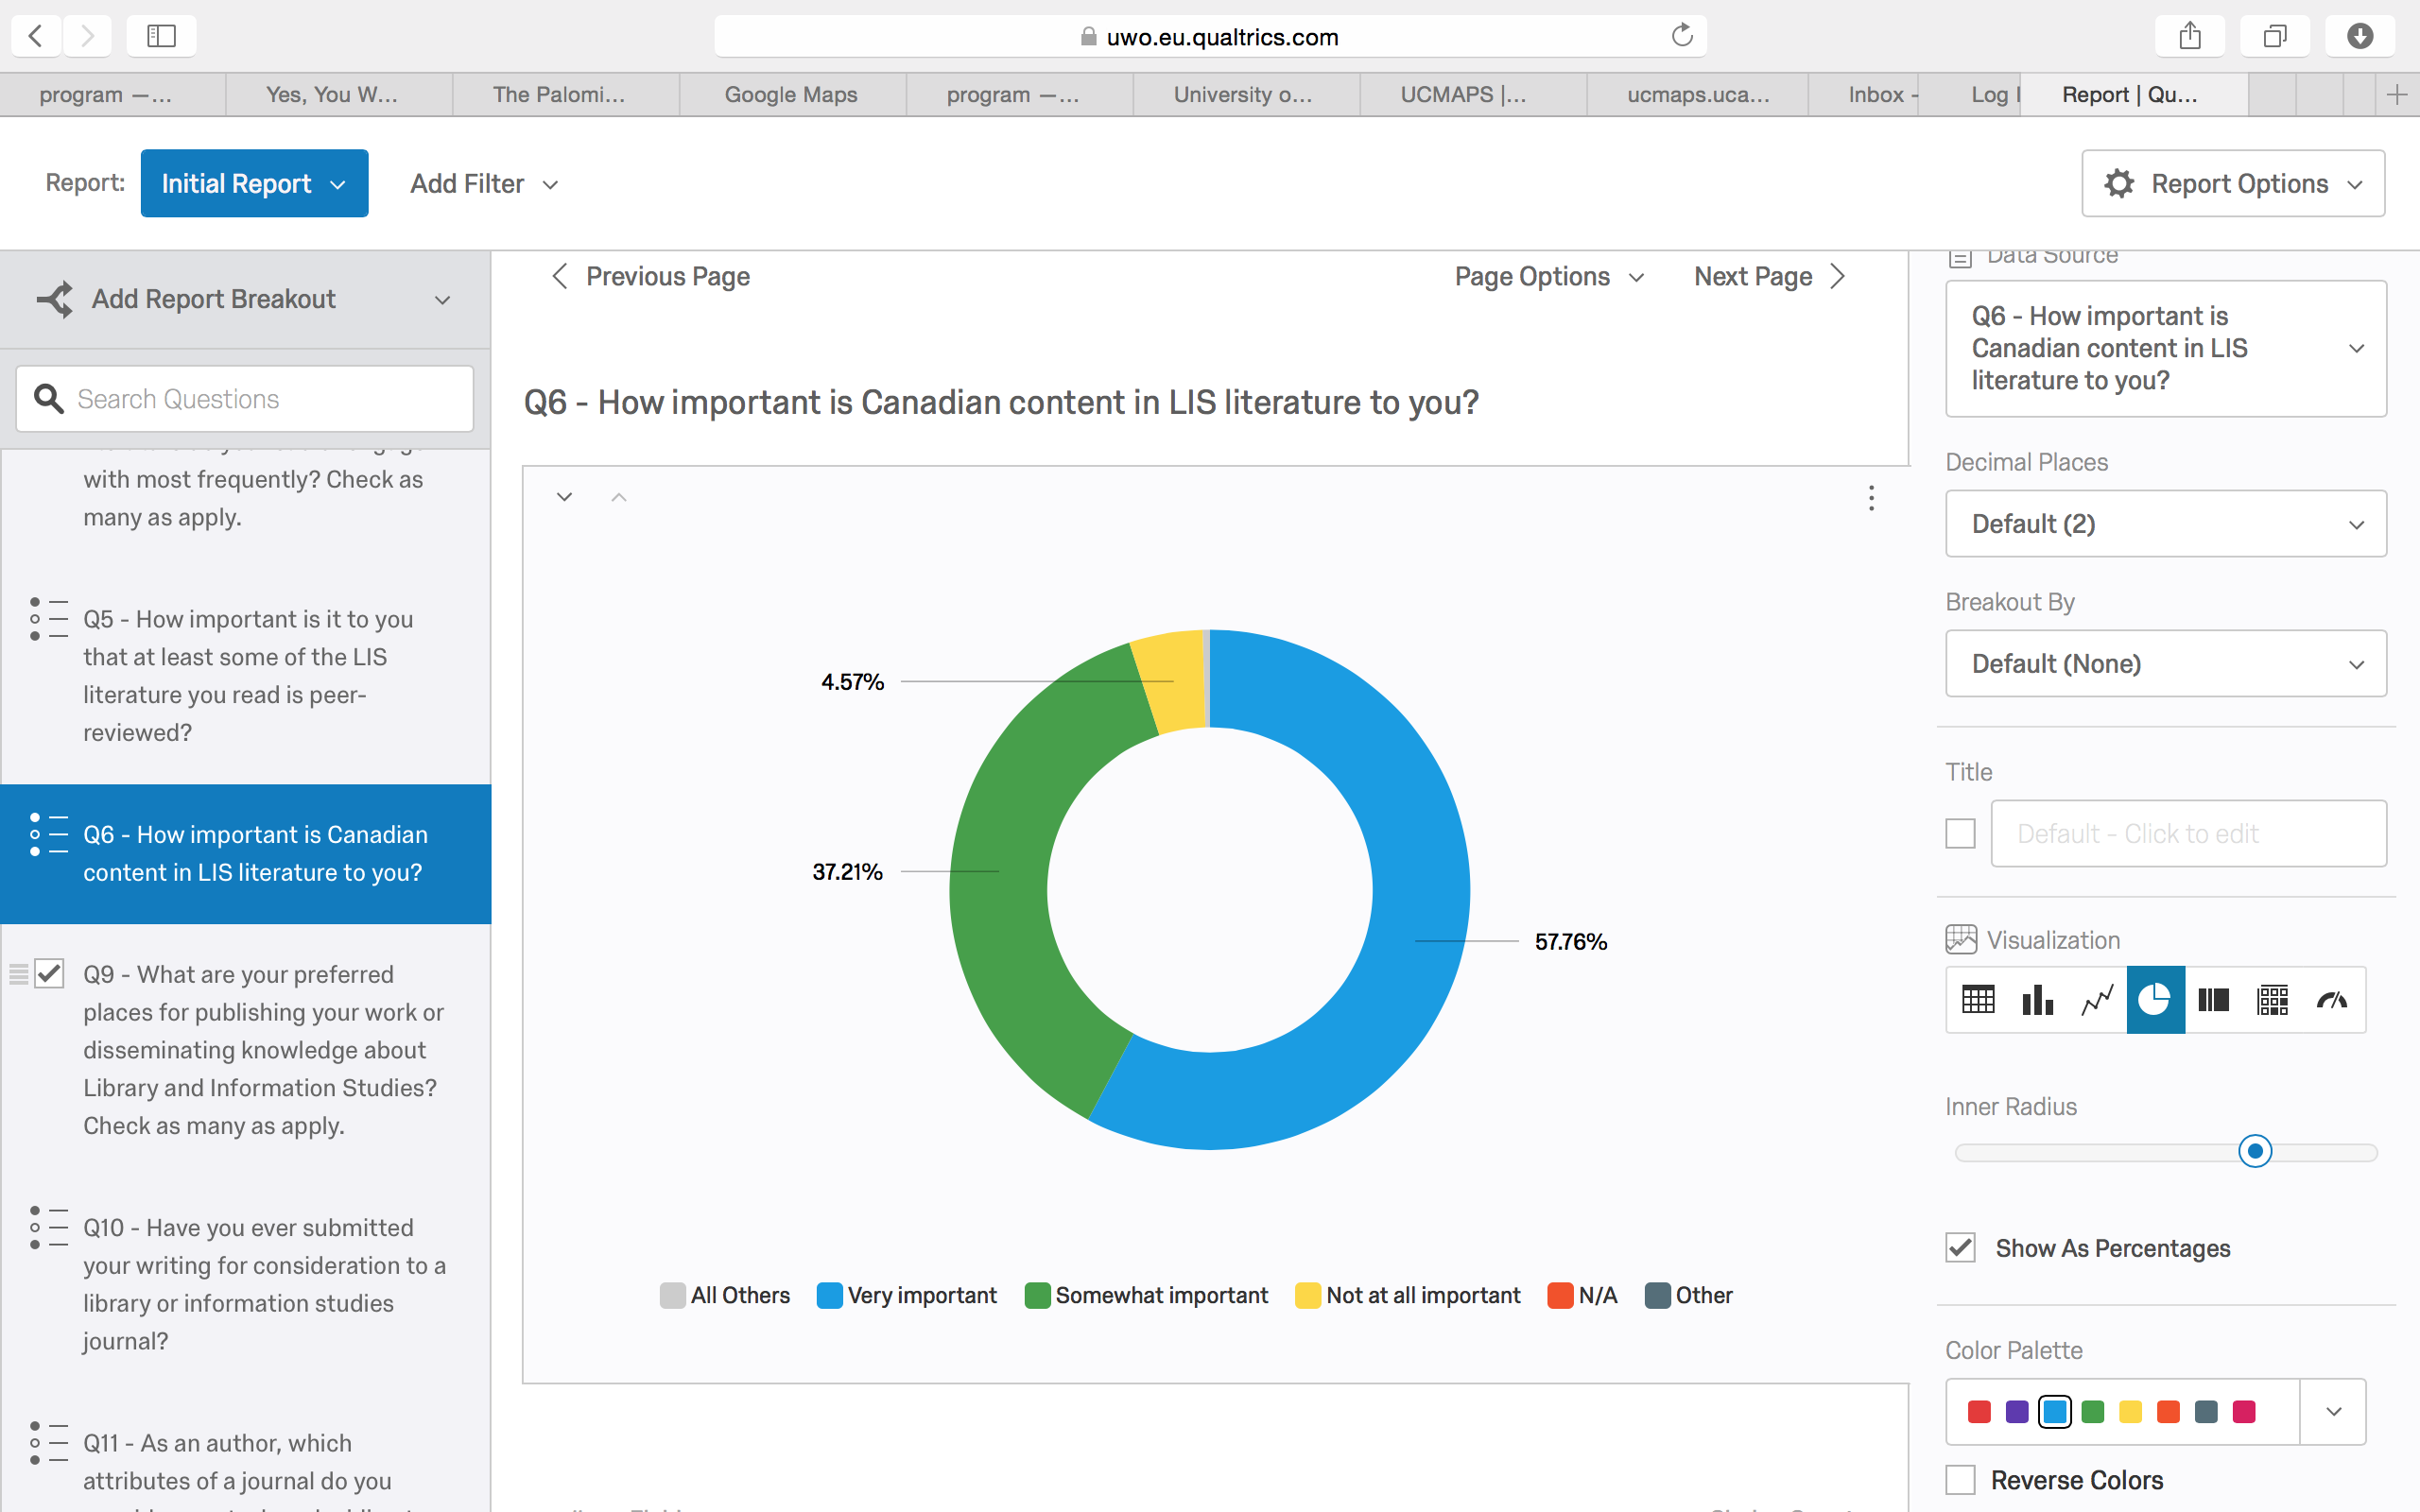 uwo.eu.qualtrics.com
program —...
Yes, You W...
The Palomi...
Google Maps
program —...
University o...
UCMAPS |...
ucmaps.uca...
Inbox -
Log I
Report | Qu...
Report:
Initial Report
Add Filter
Report Options
Add Report Breakout
Search Questions
with most frequently? Check as
many as apply.
Q5 - How important is it to you
that at least some of the LIS
literature you read is peer-
reviewed?
Q6 - How important is Canadian
content in LIS literature to you?
Q9 - What are your preferred
places for publishing your work or
disseminating knowledge about
Library and Information Studies?
Check as many as apply.
Q10 - Have you ever submitted
your writing for consideration to a
library or information studies
journal?
Q11 - As an author, which
attributes of a journal do you
Previous Page
Page Options
Next Page
Q6 - How important is Canadian content in LIS literature to you?
4.57%
37.21%
57.76%
All Others
Very important
Somewhat important
Not at all important
N/A
Other
Data Source
Q6 - How important is
Canadian content in LIS
literature to you?
Decimal Places
Default (2)
Breakout By
Default (None)
Title
Default - Click to edit
Visualization
Inner Radius
Show As Percentages
Color Palette
Reverse Colors